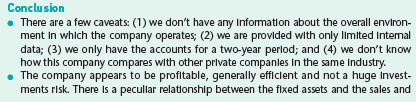 Conclusion
● There are a few caveats: (1) we don't have any information about the overall environ-
ment in which the company operates; (2) we are provided with only limited internal
data; (3) we only have the accounts for a two-year period; and (4) we don't know
how this company compares with other private companies in the same industry.
● The company appears to be profitable, generally efficient and not a huge invest-
ments risk. There is a peculiar relationship between the fixed assets and the sales and